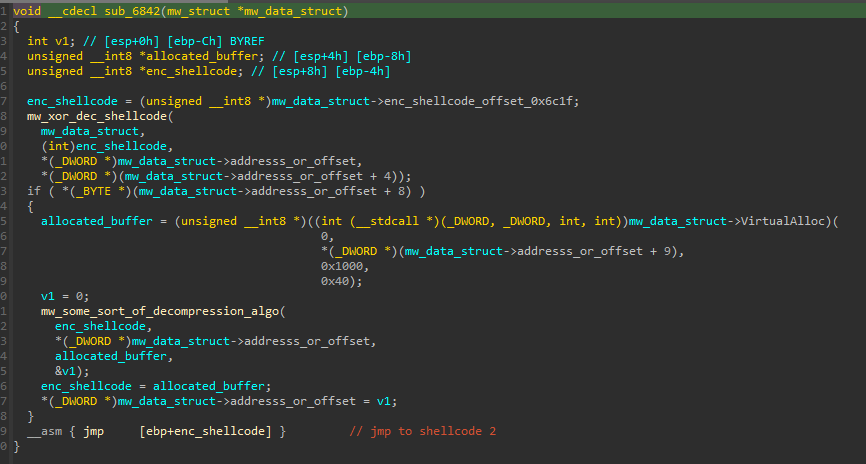 1 void __cdecl sub_6842(mw_struct *mw_data_struct)
2 {
3 int v1; // [esp+0h] [ebp-Ch] BYREF
4 unsigned __int8 *allocated_buffer; // [esp+4h] [ebp-8h]
5 unsigned __int8 *enc_shellcode; // [esp+8h] [ebp-4h]
6
7 enc_shellcode = (unsigned __int8 *)mw_data_struct->enc_shellcode_offset_0x6c1f;
8 mw_xor_dec_shellcode(
9 mw_data_struct,
0 (int)enc_shellcode,
1 *(_DWORD *)mw_data_struct->addresss_or_offset,
2 *(_DWORD *)(mw_data_struct->addresss_or_offset + 4));
3 if ( *(_BYTE *)(mw_data_struct->addresss_or_offset + 8) )
4 {
5 allocated_buffer = (unsigned __int8 *)((int (__stdcall *)(_DWORD, _DWORD, int, int))mw_data_struct->VirtualAlloc)(
6 0,
7 *(_DWORD *)(mw_data_struct->addresss_or_offset + 9),
8 0x1000,
9 0x40);
0 v1 = 0;
1 mw_some_sort_of_decompression_algo(
2 enc_shellcode,
3 *(_DWORD *)mw_data_struct->addresss_or_offset,
4 allocated_buffer,
5 &v1);
6 enc_shellcode = allocated_buffer;
7 *(_DWORD *)mw_data_struct->addresss_or_offset = v1;
8 }
9 __asm { jmp [ebp+enc_shellcode] } // jmp to shellcode 2
0 }